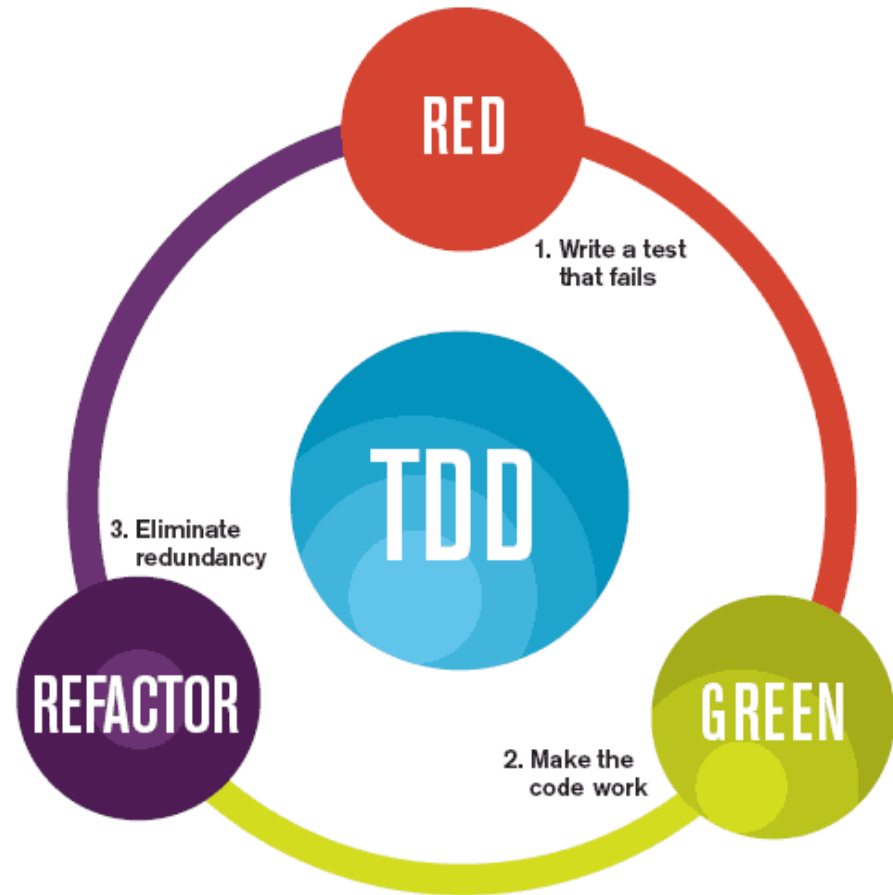 RED
1. Write a test
that fails
TDD
3. Eliminate
redundancy
REFACTOR
GREEN
2. Make the
code work